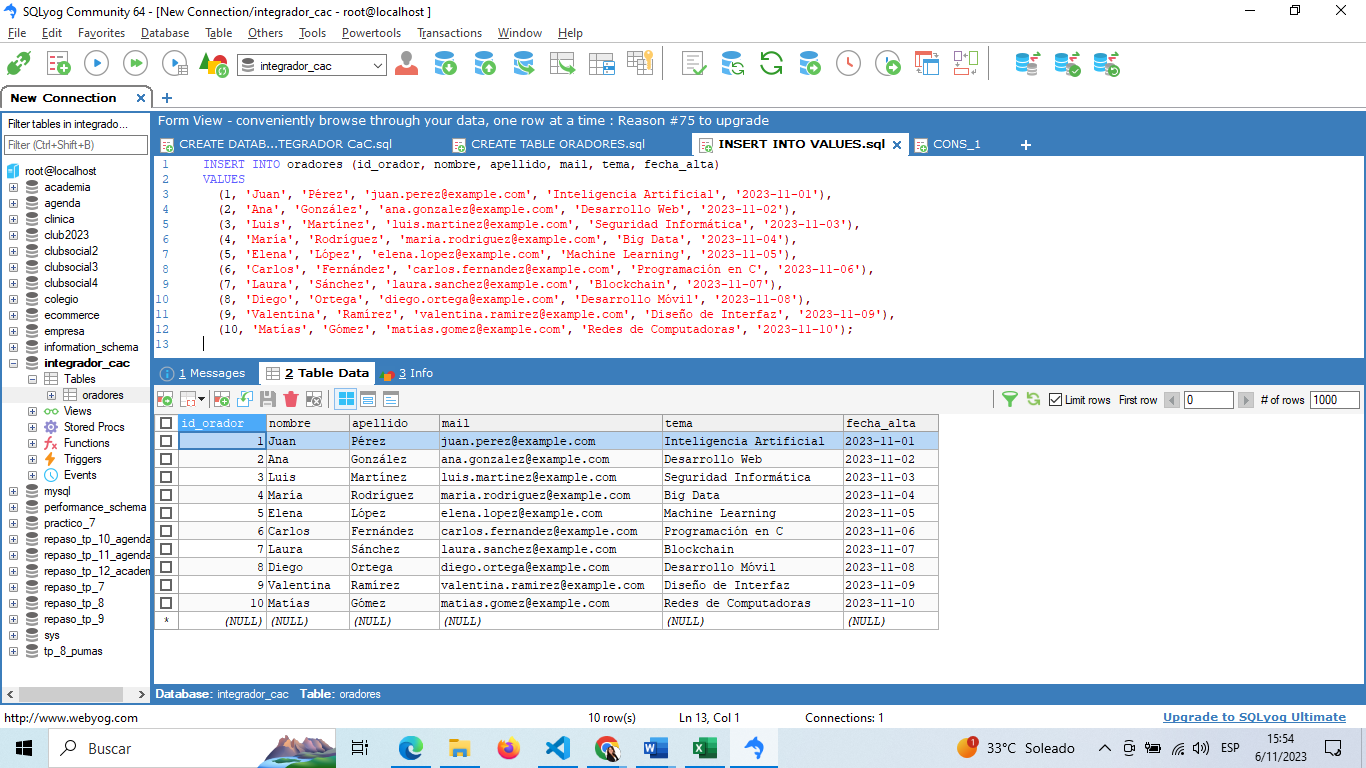 SQLyog Community 64 - [New Connection/integrador_cac - root@localhost ]
File Edit Favorites Database Table Others Tools Powertools Transactions Window Help
integrador_cac
New Connection
Filter tables in integrado...
Filter (Ctrl+Shift+B)
root@localhost
academia
agenda
clinica
club2023
clubsocial2
clubsocial3
clubsocial4
colegio
ecommerce
empresa
information_schema
integrador_cac
Tables
oradores
Views
Stored Procs
Functions
Triggers
Events
mysql
performance_schema
practico_7
repaso_tp_10_agenda
repaso_tp_11_agenda
repaso_tp_12_academ
repaso_tp_7
repaso_tp_8
repaso_tp_9
sys
tp_8_pumas
Form View - conveniently browse through your data, one row at a time : Reason #75 to upgrade
CREATE DATAB...TEGRADOR CaC.sql CREATE TABLE ORADORES.sql INSERT INTO VALUES.sql CONS_1
1 INSERT INTO oradores (id_orador, nombre, apellido, mail, tema, fecha_alta)
2 VALUES
3 (1, 'Juan', 'Pérez', 'juan.perez@example.com', 'Inteligencia Artificial', '2023-11-01'),
4 (2, 'Ana', 'González', 'ana.gonzalez@example.com', 'Desarrollo Web', '2023-11-02'),
5 (3, 'Luis', 'Martínez', 'luis.martinez@example.com', 'Seguridad Informática', '2023-11-03'),
6 (4, 'María', 'Rodríguez', 'maria.rodriguez@example.com', 'Big Data', '2023-11-04'),
7 (5, 'Elena', 'López', 'elena.lopez@example.com', 'Machine Learning', '2023-11-05'),
8 (6, 'Carlos', 'Fernández', 'carlos.fernandez@example.com', 'Programación en C', '2023-11-06'),
9 (7, 'Laura', 'Sánchez', 'laura.sanchez@example.com', 'Blockchain', '2023-11-07'),
10 (8, 'Diego', 'Ortega', 'diego.ortega@example.com', 'Desarrollo Móvil', '2023-11-08'),
11 (9, 'Valentina', 'Ramírez', 'valentina.ramirez@example.com', 'Diseño de Interfaz', '2023-11-09'),
12 (10, 'Matías', 'Gómez', 'matias.gomez@example.com', 'Redes de Computadoras', '2023-11-10');
13
1 Messages 2 Table Data 3 Info
Limit rows First row 0 # of rows 1000
id_orador nombre apellido mail tema fecha_alta
1 Juan Pérez juan.perez@example.com Inteligencia Artificial 2023-11-01
2 Ana González ana.gonzalez@example.com Desarrollo Web 2023-11-02
3 Luis Martínez luis.martinez@example.com Seguridad Informática 2023-11-03
4 María Rodríguez maria.rodriguez@example.com Big Data 2023-11-04
5 Elena López elena.lopez@example.com Machine Learning 2023-11-05
6 Carlos Fernández carlos.fernandez@example.com Programación en C 2023-11-06
7 Laura Sánchez laura.sanchez@example.com Blockchain 2023-11-07
8 Diego Ortega diego.ortega@example.com Desarrollo Móvil 2023-11-08
9 Valentina Ramírez valentina.ramirez@example.com Diseño de Interfaz 2023-11-09
10 Matías Gómez matias.gomez@example.com Redes de Computadoras 2023-11-10
* (NULL) (NULL) (NULL) (NULL) (NULL) (NULL)
Database: integrador_cac Table: oradores
http://www.webyog.com 10 row(s) Ln 13, Col 1 Connections: 1 Upgrade to SQLyog Ultimate
Buscar 1 33°C Soleado ESP 15:54
6/11/2023